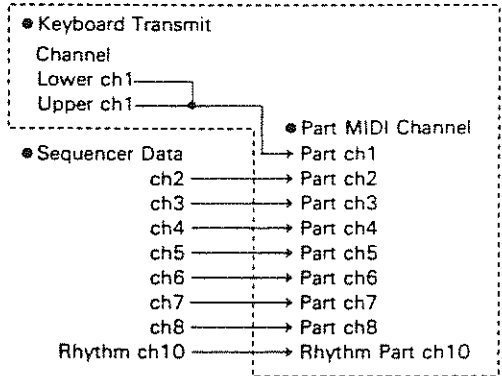 ● Keyboard Transmit
Channel
Lower ch1
Upper ch1
● Part MIDI Channel
Part ch1
● Sequencer Data
ch2 → Part ch2
ch3 → Part ch3
ch4 → Part ch4
ch5 → Part ch5
ch6 → Part ch6
ch7 → Part ch7
ch8 → Part ch8
Rhythm ch10 → Rhythm Part ch10